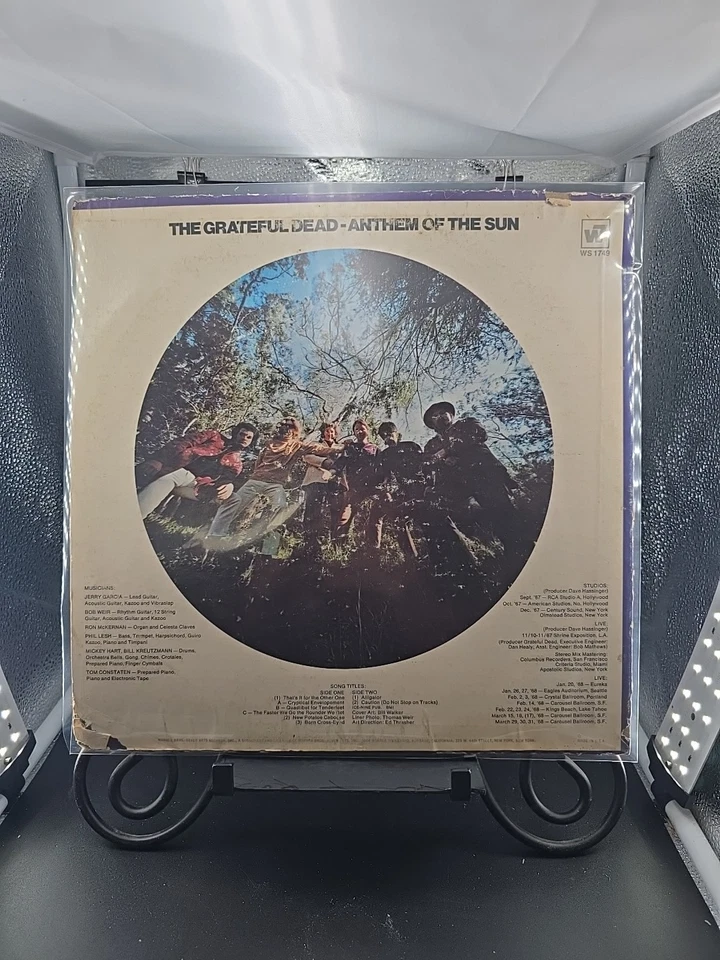 THE GRATEFUL DEAD - ANTHEM OF THE SUN
W7
WS 1749
MUSICIANS:
JERRY GARCIA — Lead Guitar,
Acoustic Guitar, Kazoo and Vibraslap
BOB WEIR — Rhythm Guitar, 12 String
Guitar, Acoustic Guitar and Kazoo
RON McKERNAN — Organ and Celesta Claves
PHIL LESH — Bass, Trumpet, Harpsichord, Guiro
Kazoo, Piano and Timpani
MICKEY HART, BILL KREUTZMANN — Drums,
Orchestra Bells, Gong, Chimes, Crotales,
Prepared Piano, Finger Cymbals
TOM CONSTATEN — Prepared Piano,
Piano and Electronic Tape
SONG TITLES:
SIDE ONE
(1) That's It for the Other One
A — Cryptical Envelopement
B — Quadlibet for Tenderfeet
C — The Faster We Go the Rounder We Get
(2) New Potatoe Caboose
(3) Born Cross-Eyed
SIDE TWO
(1) Alligator
(2) Caution (Do Not Stop on Tracks)
Cover Art: Bill Walker
Liner Photo: Thomas Weir
Art Direction: Ed Thrasher
STUDIOS:
(Producer Dave Hassinger)
Sept. '67 — RCA Studio A, Hollywood
Oct. '67 — American Studios, No. Hollywood
Dec. '67 — Century Sound, New York
Olmstead Studios, New York
LIVE
(Producer Dave Hassinger)
11/10-11/67 Shrine Exposition, L.A.
(Producer Grateful Dead, Executive Engineer:
Dan Healy, Asst. Engineer: Bob Mathews)
Stereo Mix Mastering:
Columbus Recorders, San Francisco
Criteria Studio, Miami
Apostolic Studios, New York
LIVE:
Jan. 20, '68 — Eureka
Jan. 26, 27, '68 — Eagles Auditorium, Seattle
Feb. 2, 3, '68 — Crystal Ballroom, Portland
Feb. 14, '68 — Carousel Ballroom, S.F.
Feb. 22, 23, 24, '68 — Kings Beach, Lake Tahoe
March 15, 16, (17), '68 — Carousel Ballroom, S.F.
March 29, 30, 31, '68 — Carousel Ballroom, S.F.